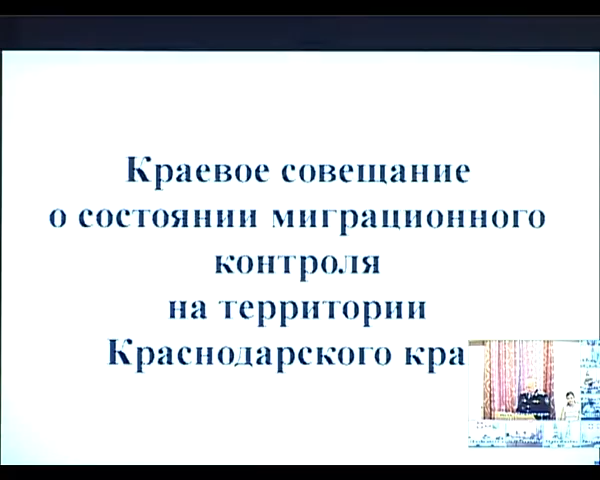 Краевое совещание
о состоянии миграционного
контроля
на территории
Краснодарского кра